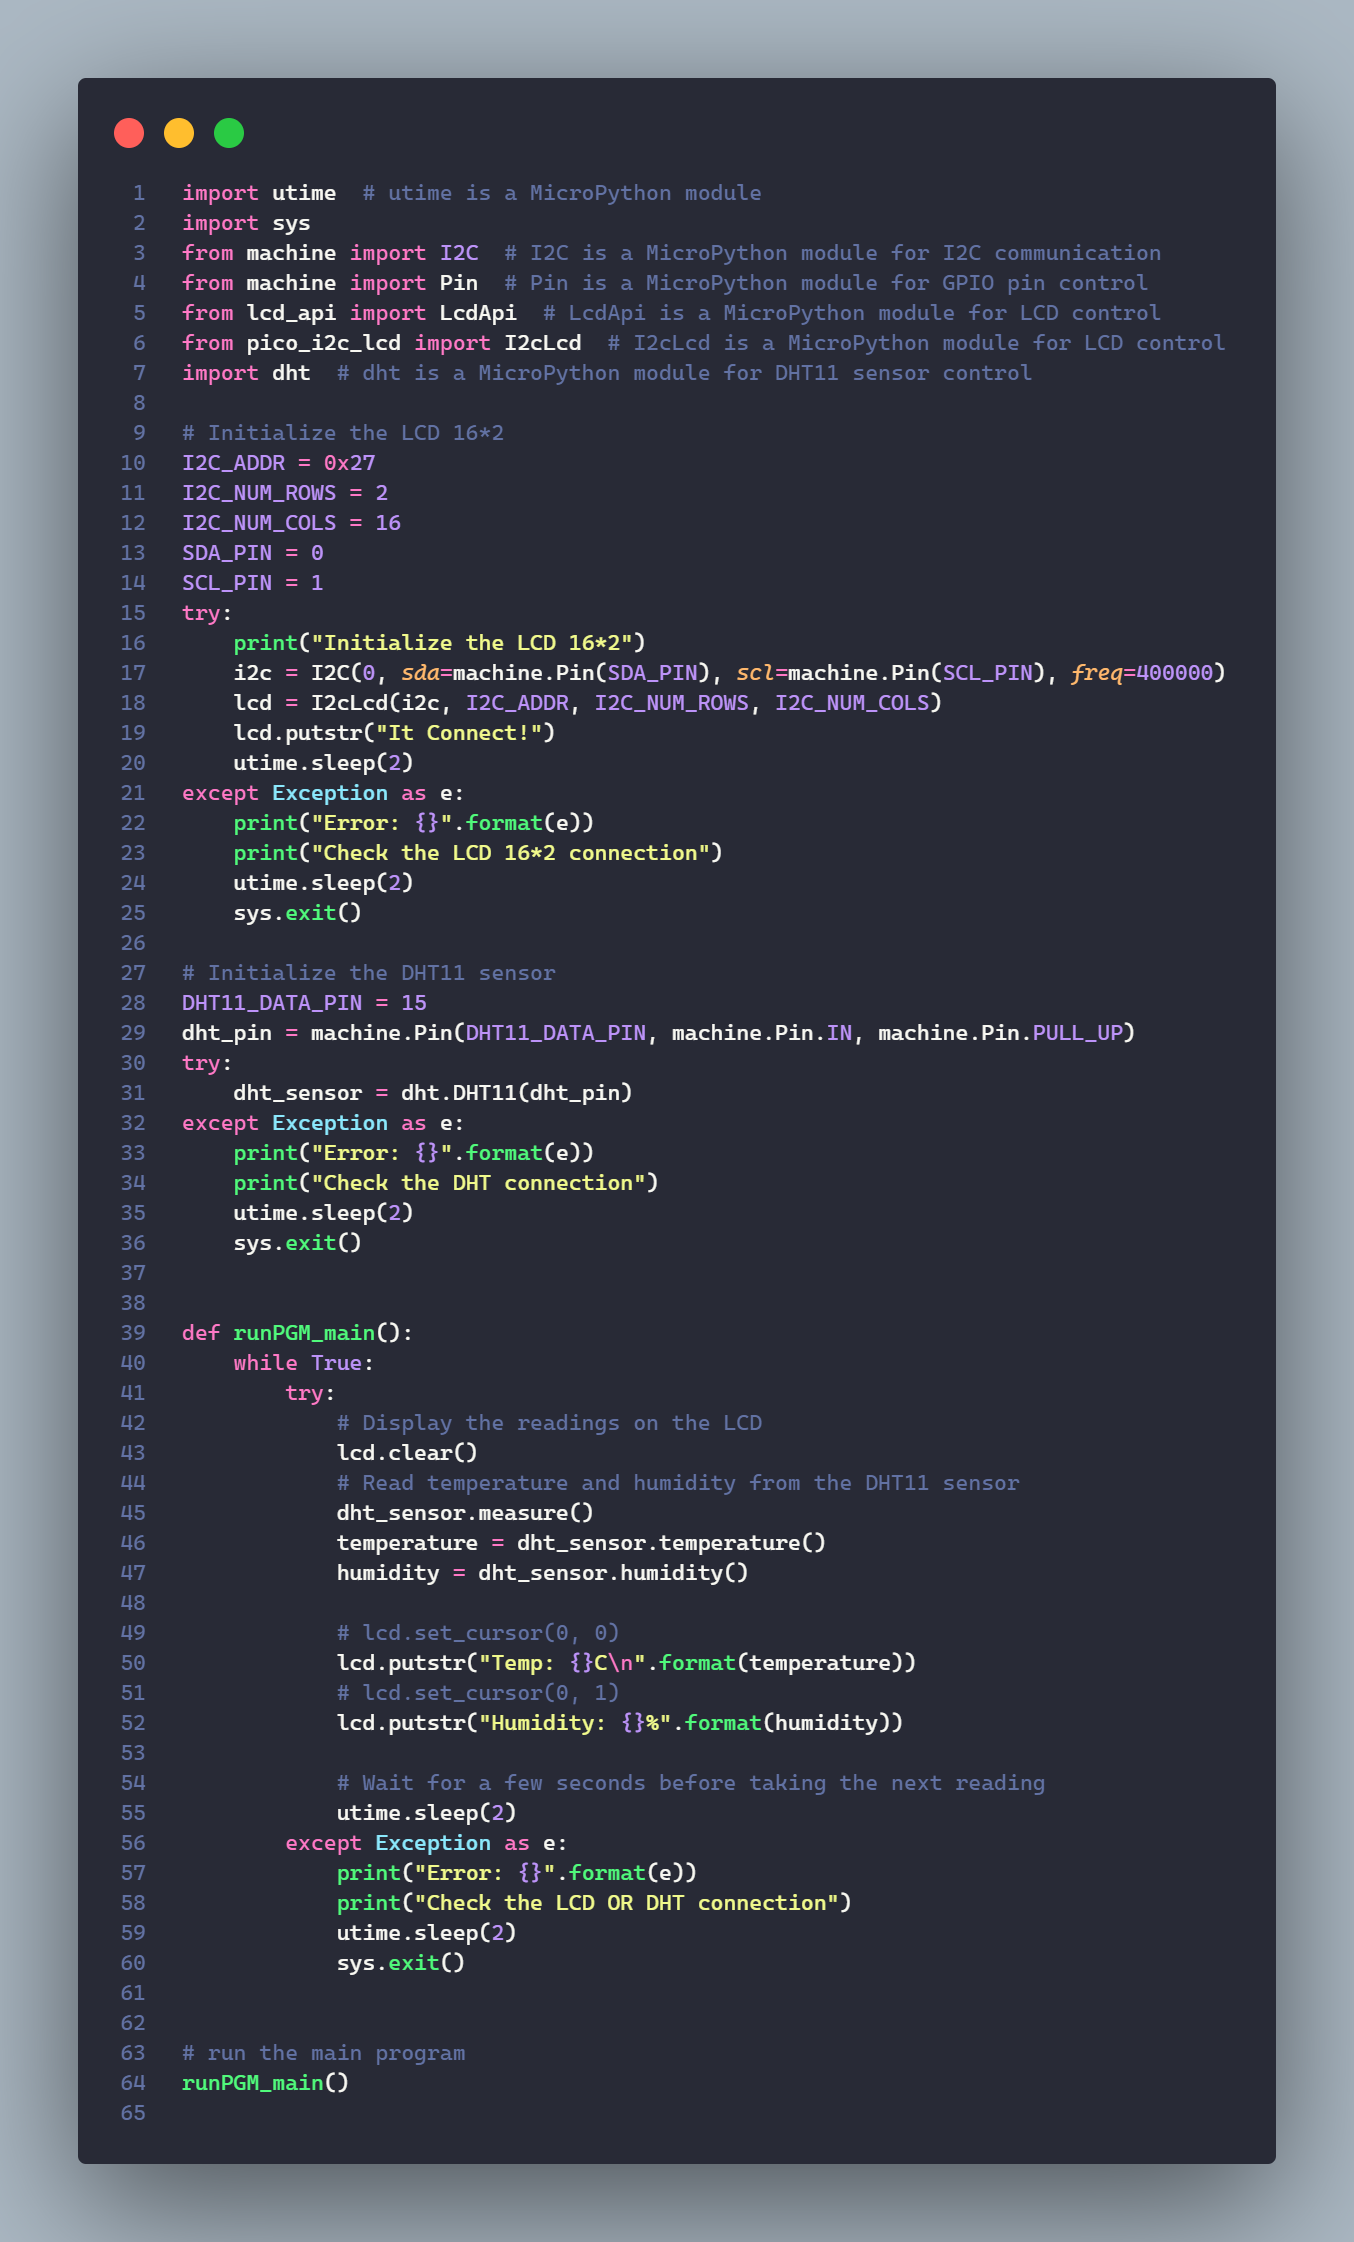 1 import utime  # utime is a MicroPython module
2 import sys
3 from machine import I2C  # I2C is a MicroPython module for I2C communication
4 from machine import Pin  # Pin is a MicroPython module for GPIO pin control
5 from lcd_api import LcdApi  # LcdApi is a MicroPython module for LCD control
6 from pico_i2c_lcd import I2cLcd  # I2cLcd is a MicroPython module for LCD control
7 import dht  # dht is a MicroPython module for DHT11 sensor control
8
9 # Initialize the LCD 16*2
10 I2C_ADDR = 0x27
11 I2C_NUM_ROWS = 2
12 I2C_NUM_COLS = 16
13 SDA_PIN = 0
14 SCL_PIN = 1
15 try:
16     print("Initialize the LCD 16*2")
17     i2c = I2C(0, sda=machine.Pin(SDA_PIN), scl=machine.Pin(SCL_PIN), freq=400000)
18     lcd = I2cLcd(i2c, I2C_ADDR, I2C_NUM_ROWS, I2C_NUM_COLS)
19     lcd.putstr("It Connect!")
20     utime.sleep(2)
21 except Exception as e:
22     print("Error: {}".format(e))
23     print("Check the LCD 16*2 connection")
24     utime.sleep(2)
25     sys.exit()
26
27 # Initialize the DHT11 sensor
28 DHT11_DATA_PIN = 15
29 dht_pin = machine.Pin(DHT11_DATA_PIN, machine.Pin.IN, machine.Pin.PULL_UP)
30 try:
31     dht_sensor = dht.DHT11(dht_pin)
32 except Exception as e:
33     print("Error: {}".format(e))
34     print("Check the DHT connection")
35     utime.sleep(2)
36     sys.exit()
37
38
39 def runPGM_main():
40     while True:
41         try:
42             # Display the readings on the LCD
43             lcd.clear()
44             # Read temperature and humidity from the DHT11 sensor
45             dht_sensor.measure()
46             temperature = dht_sensor.temperature()
47             humidity = dht_sensor.humidity()
48
49             # lcd.set_cursor(0, 0)
50             lcd.putstr("Temp: {}C\n".format(temperature))
51             # lcd.set_cursor(0, 1)
52             lcd.putstr("Humidity: {}%".format(humidity))
53
54             # Wait for a few seconds before taking the next reading
55             utime.sleep(2)
56         except Exception as e:
57             print("Error: {}".format(e))
58             print("Check the LCD OR DHT connection")
59             utime.sleep(2)
60             sys.exit()
61
62
63 # run the main program
64 runPGM_main()
65